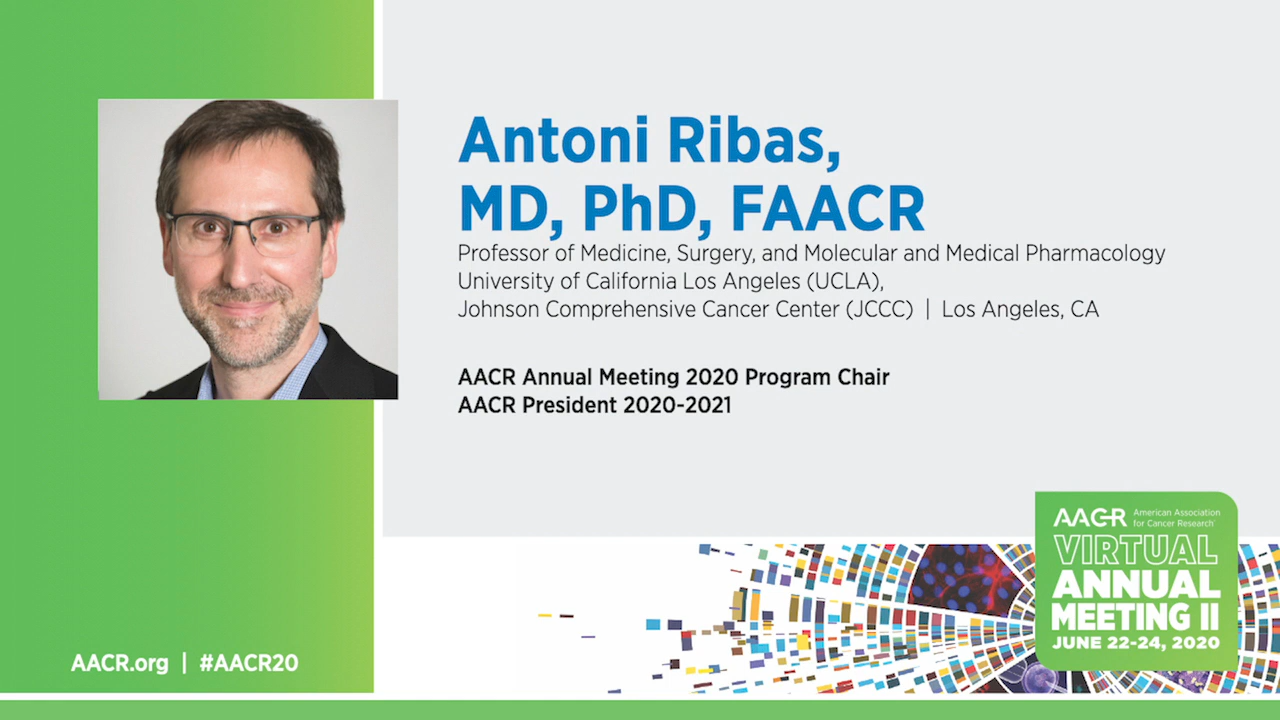 Antoni Ribas,
MD, PhD, FAACR
Professor of Medicine, Surgery, and Molecular and Medical Pharmacology
University of California Los Angeles (UCLA),
Johnson Comprehensive Cancer Center (JCCC) | Los Angeles, CA
AACR Annual Meeting 2020 Program Chair
AACR President 2020-2021
AACR American Association
for Cancer Research
VIRTUAL
ANNUAL
MEETING II
JUNE 22-24, 2020
AACR.org | #AACR20